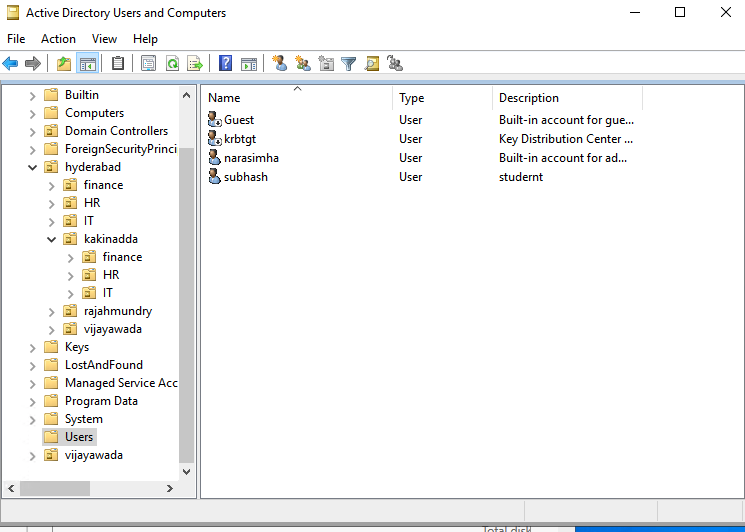 Active Directory Users and Computers
File Action View Help
Builtin
Computers
Domain Controllers
ForeignSecurityPrinci
hyderabad
finance
HR
IT
kakinadda
finance
HR
IT
rajahmundry
vijayawada
Keys
LostAndFound
Managed Service Acc
Program Data
System
Users
vijayawada
Name Type Description
Guest User Built-in account for gue...
krbtgt User Key Distribution Center ...
narasimha User Built-in account for ad...
subhash User studernt
Total disk